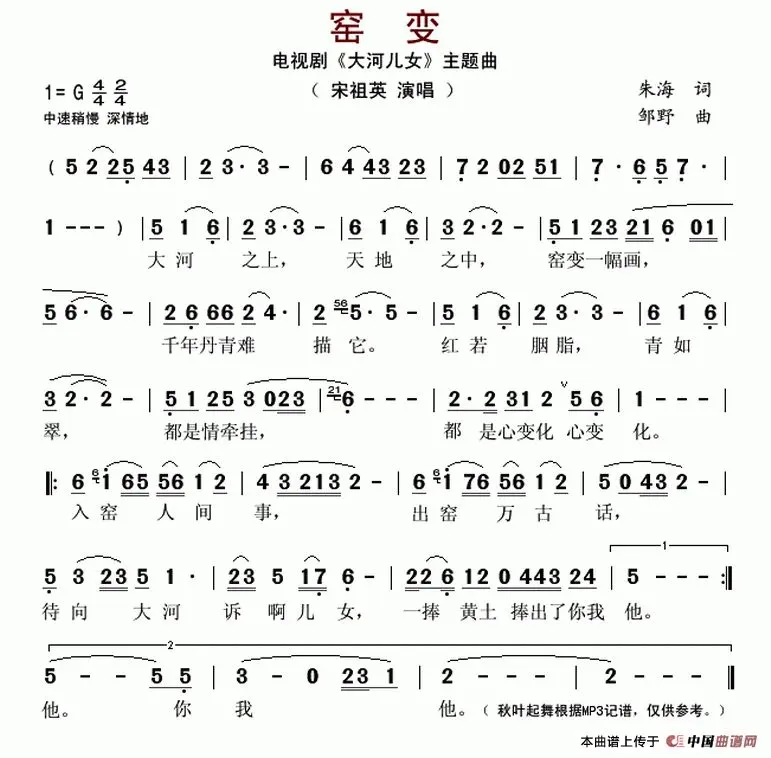 窑 变
电视剧《大河儿女》主题曲
1= G 4/4 2/4 （ 宋祖英 演唱 ） 朱海 词
中速稍慢 深情地 邹野 曲
( 5 2 25 43 | 2 3· 3 - | 6 4 43 23 | 7 2 02 51 | 7· 6 5 7· |
1 - - - ) | 5 1 6 | 2 3· 3 - | 6 1 6 | 3 2· 2 - | 5 1 23 21 6 01 |
大 河 之上， 天 地 之中， 窑变一幅画，
5 6· 6 - | 2 6 66 2 4 | 2 56 5· 5 - | 5 1 6 | 2 3· 3 - | 6 1 6 |
千年丹青难 描 它。 红 若 胭脂， 青 如
3 2· 2 - | 5 1 25 3 023 | 21 6· - - | 2· 2 31 2 v 5 6 | 1 - - - |
翠， 都是情牵挂， 都 是心变化 心变 化。
‖: 6 6 1 65 56 1 2 | 4 3 3213 2 - | 6 6 1 76 56 1 2 | 5 0 43 2 - |
入 窑 人 间 事， 出 窑 万 古 话，
5 3 23 5 1 · | 23 5 17 6 - | 22 6 12 0 443 24 | 1 5 - - - :‖
待 向 大 河 诉 啊 儿 女， 一捧 黄土 捧出了你我 他。
2
5 - - 5 5 | 3 - 0 23 1 | 2 - - - | 2 - - - ‖
他。 你 我 他。（ 秋叶起舞根据MP3记谱，仅供参考。）
本曲谱上传于 中国曲谱网